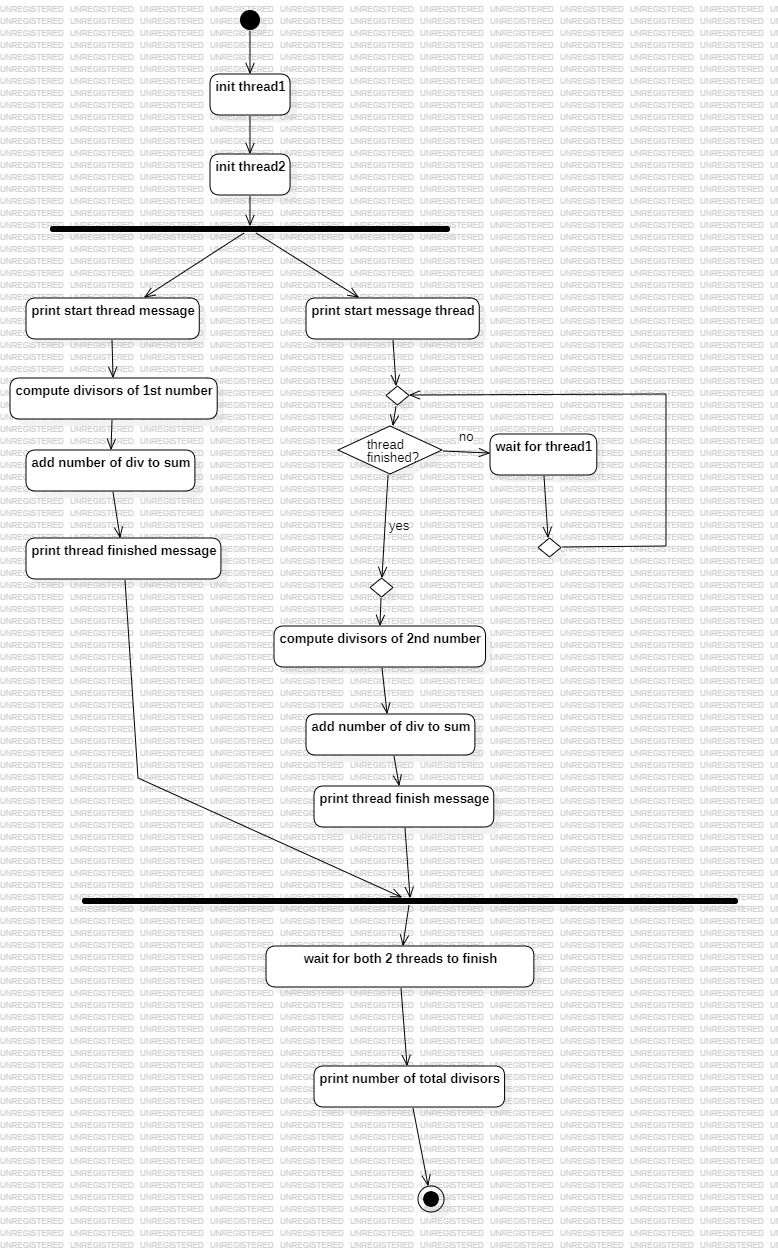 init thread1
init thread2
print start thread message
print start message thread
compute divisors of 1st number
thread
finished?
no
wait for thread1
add number of div to sum
yes
print thread finished message
compute divisors of 2nd number
add number of div to sum
print thread finish message
wait for both 2 threads to finish
print number of total divisors
UNREGISTERED